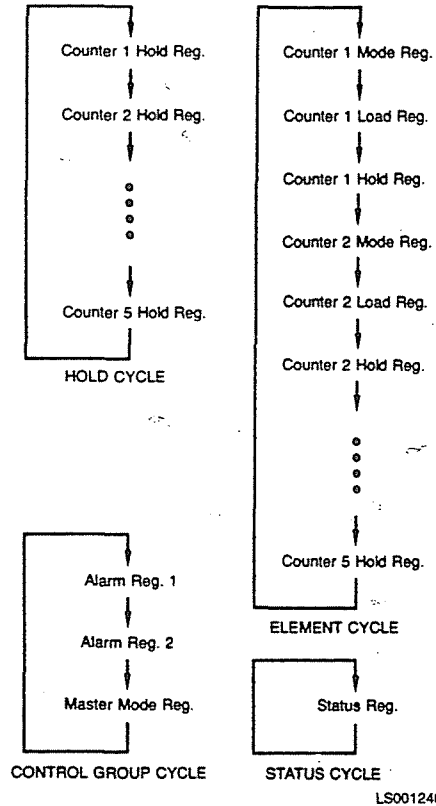 Counter 1 Hold Reg.
Counter 2 Hold Reg.
Counter 5 Hold Reg.
HOLD CYCLE
Counter 1 Mode Reg.
Counter 1 Load Reg.
Counter 1 Hold Reg.
Counter 2 Mode Reg.
Counter 2 Load Reg.
Counter 2 Hold Reg.
Counter 5 Hold Reg.
ELEMENT CYCLE
Alarm Reg. 1
Alarm Reg. 2
Master Mode Reg.
CONTROL GROUP CYCLE
Status Reg.
STATUS CYCLE